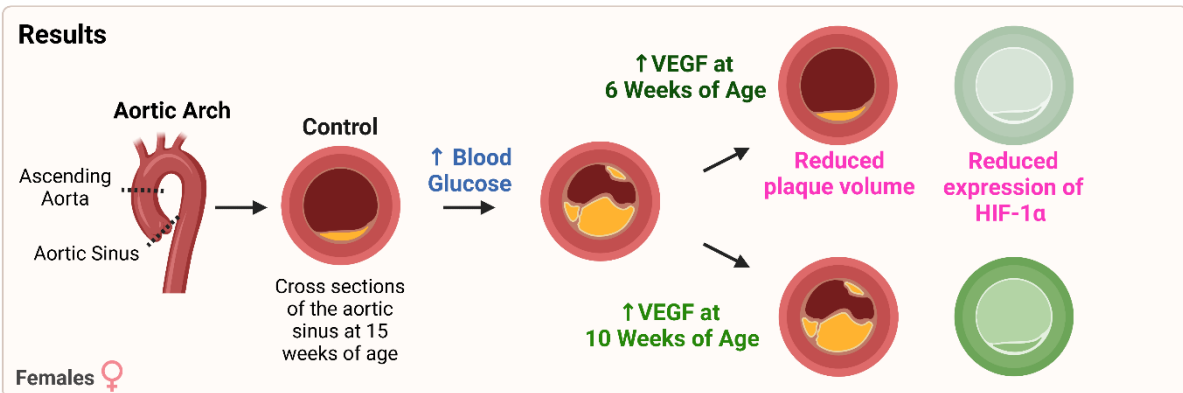 Results
Aortic Arch
Ascending
Aorta
Aortic Sinus
Control
Cross sections
of the aortic
sinus at 15
weeks of age
↑ Blood
Glucose
↑VEGF at
6 Weeks of Age
Reduced
plaque volume
Reduced
expression of
HIF-1α
↑VEGF at
10 Weeks of Age
Females ♀